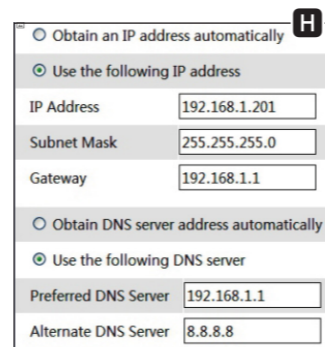 H
Obtain an IP address automatically
Use the following IP address
IP Address 192.168.1.201
Subnet Mask 255.255.255.0
Gateway 192.168.1.1
Obtain DNS server address automatically
Use the following DNS server
Preferred DNS Server 192.168.1.1
Alternate DNS Server 8.8.8.8